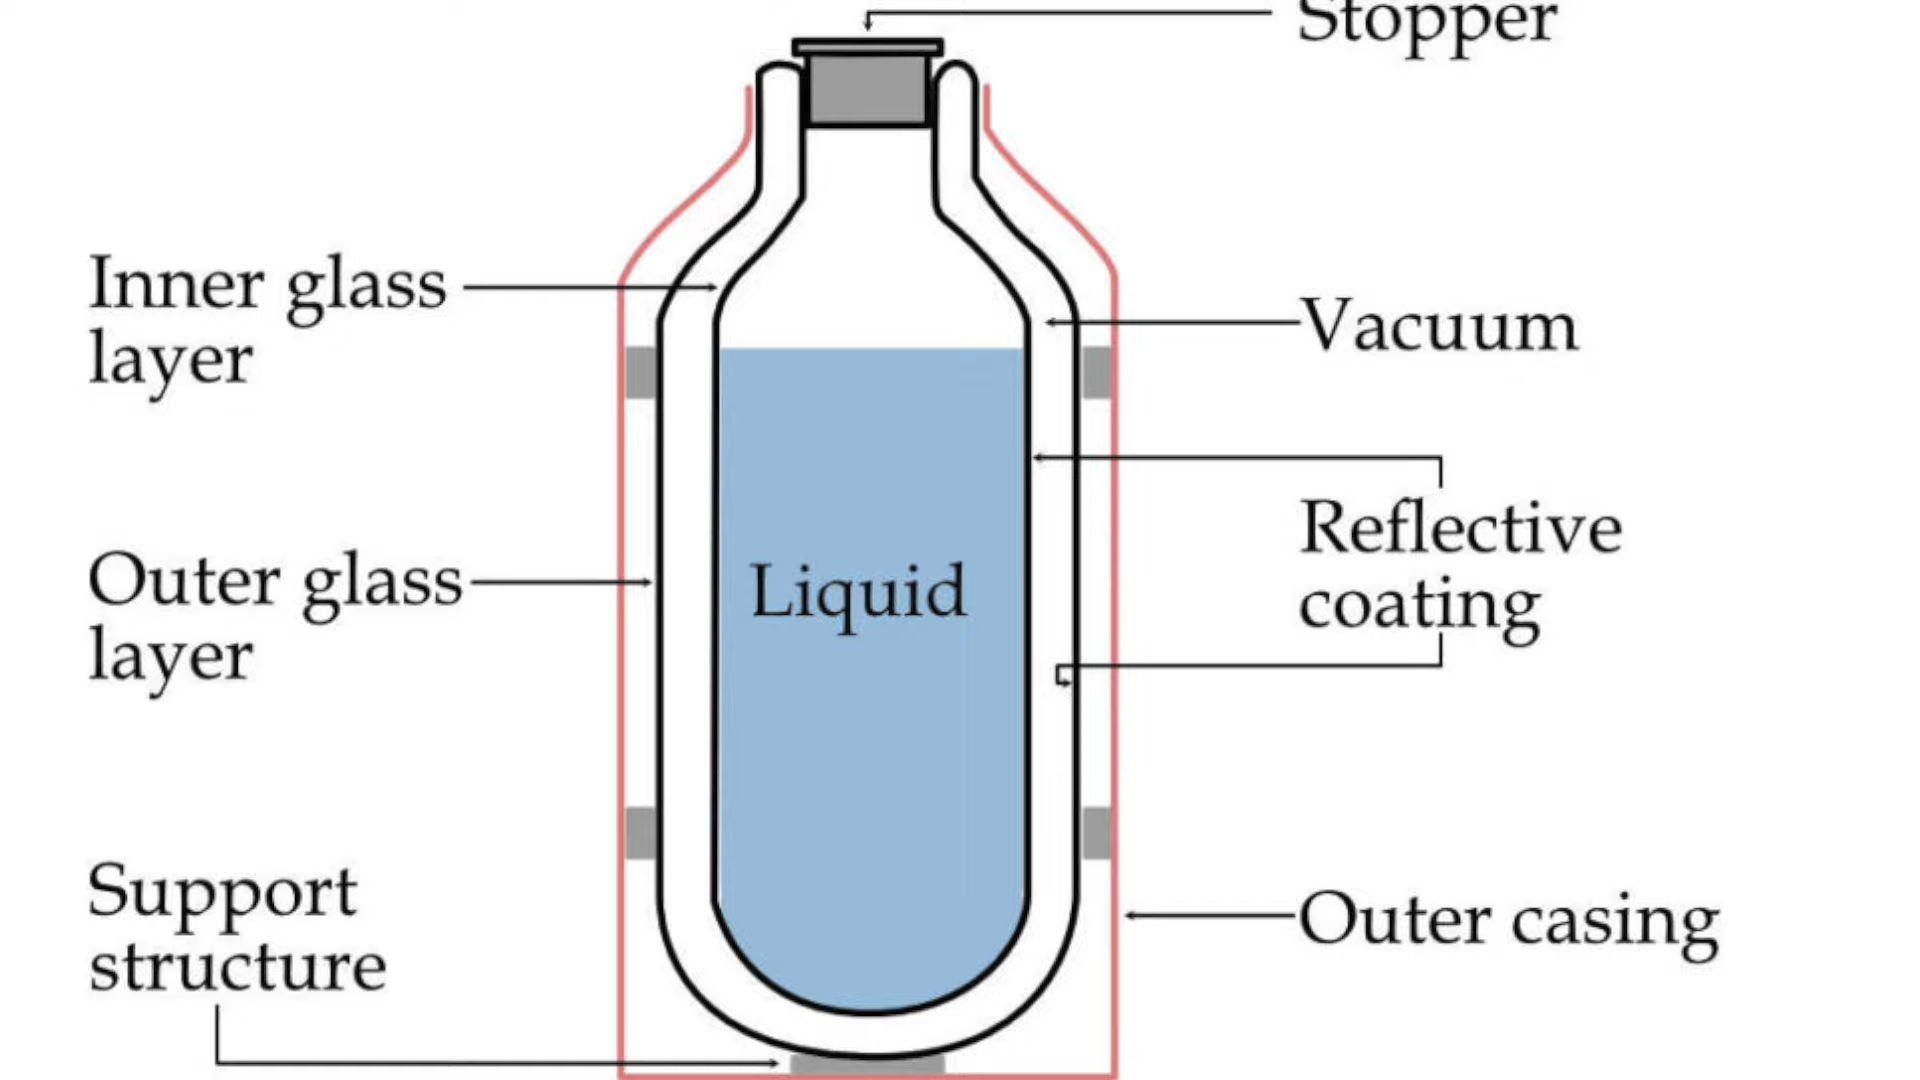 Stopper
Inner glass
layer
Vacuum
Reflective
coating
Outer glass
layer
Liquid
Support
structure
Outer casing